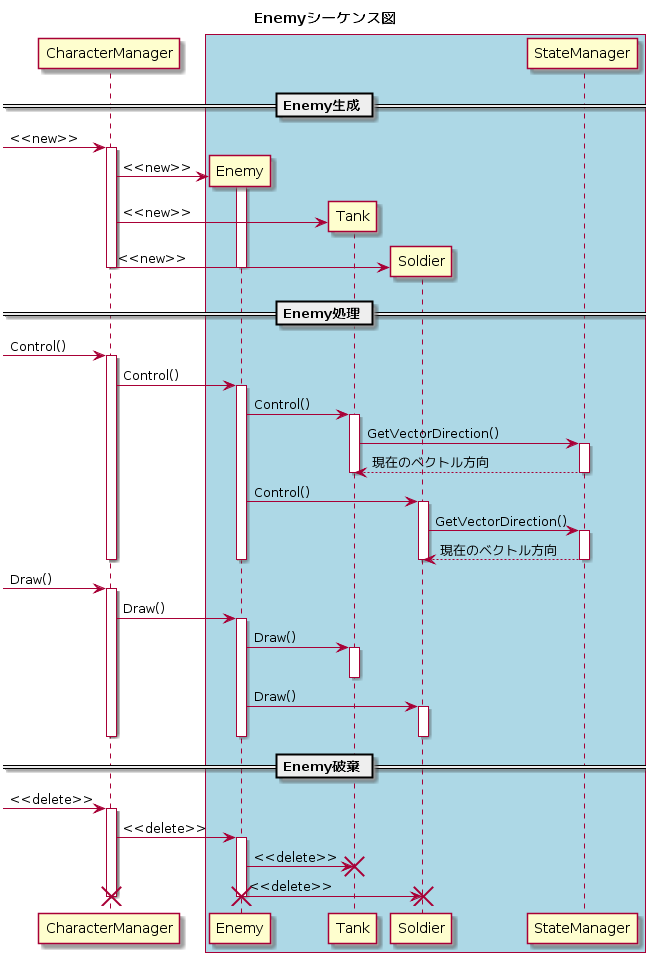 Enemyシーケンス図
CharacterManager
StateManager
Enemy生成
<<new>>
<<new>>
Enemy
<<new>>
Tank
<<new>>
Soldier
Enemy処理
Control()
Control()
Control()
GetVectorDirection()
現在のベクトル方向
Control()
GetVectorDirection()
現在のベクトル方向
Draw()
Draw()
Draw()
Draw()
Enemy破棄
<<delete>>
<<delete>>
<<delete>>
<<delete>>
CharacterManager
Enemy
Tank
Soldier
StateManager